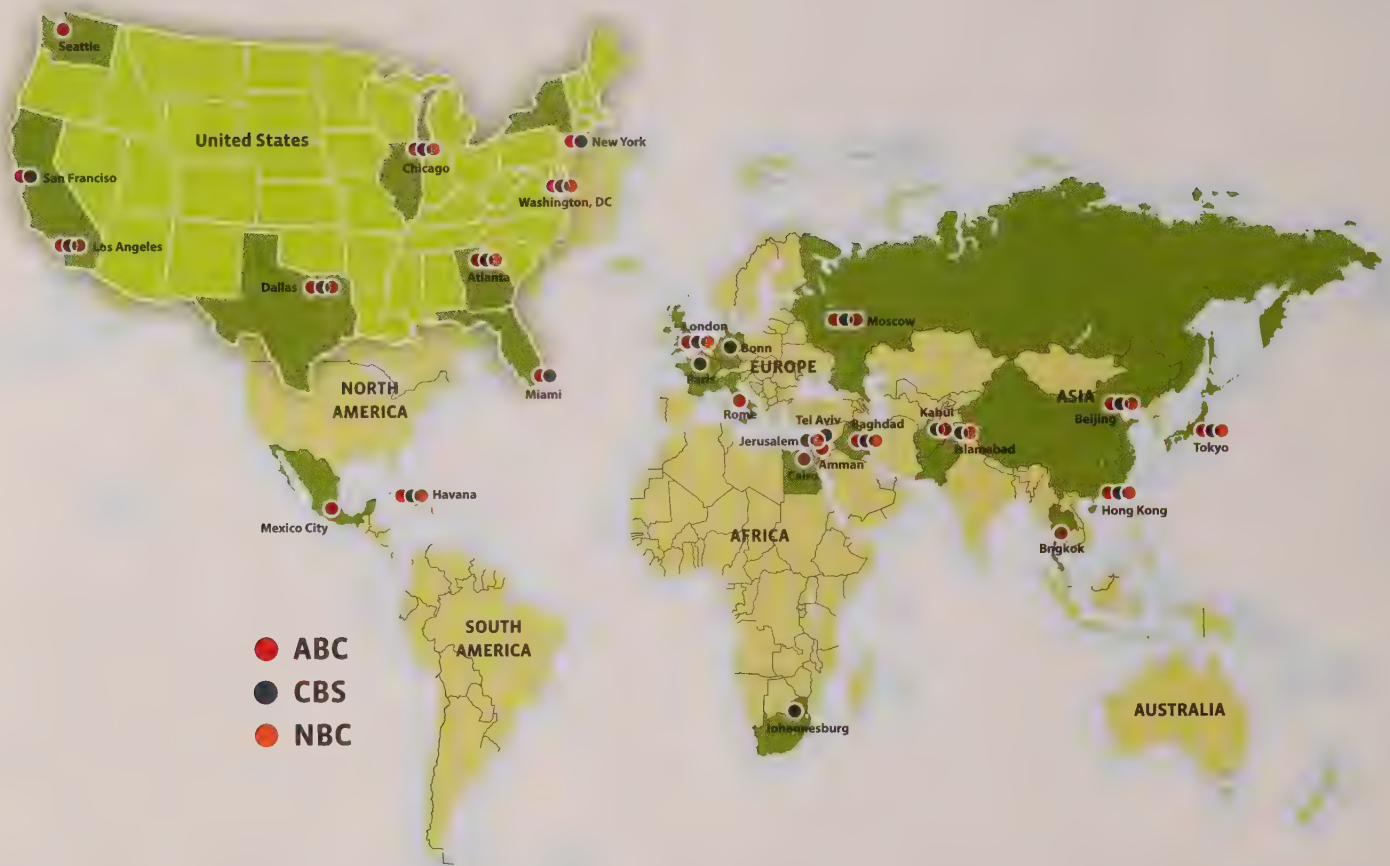 Seattle
United States
New York
Chicago
San Franciso
Washington, DC
Los Angeles
Atlanta
Dallas
Miami
NORTH
AMERICA
Mexico City
Havana
London
Bonn
Paris
EUROPE
Rome
Moscow
Tel Aviv
Baghdad
Jerusalem
Amman
Cairo
Kabul
Islamabad
ASIA
Beijing
Tokyo
Hong Kong
Bngkok
AFRICA
SOUTH
AMERICA
Johannesburg
AUSTRALIA
ABC
CBS
NBC